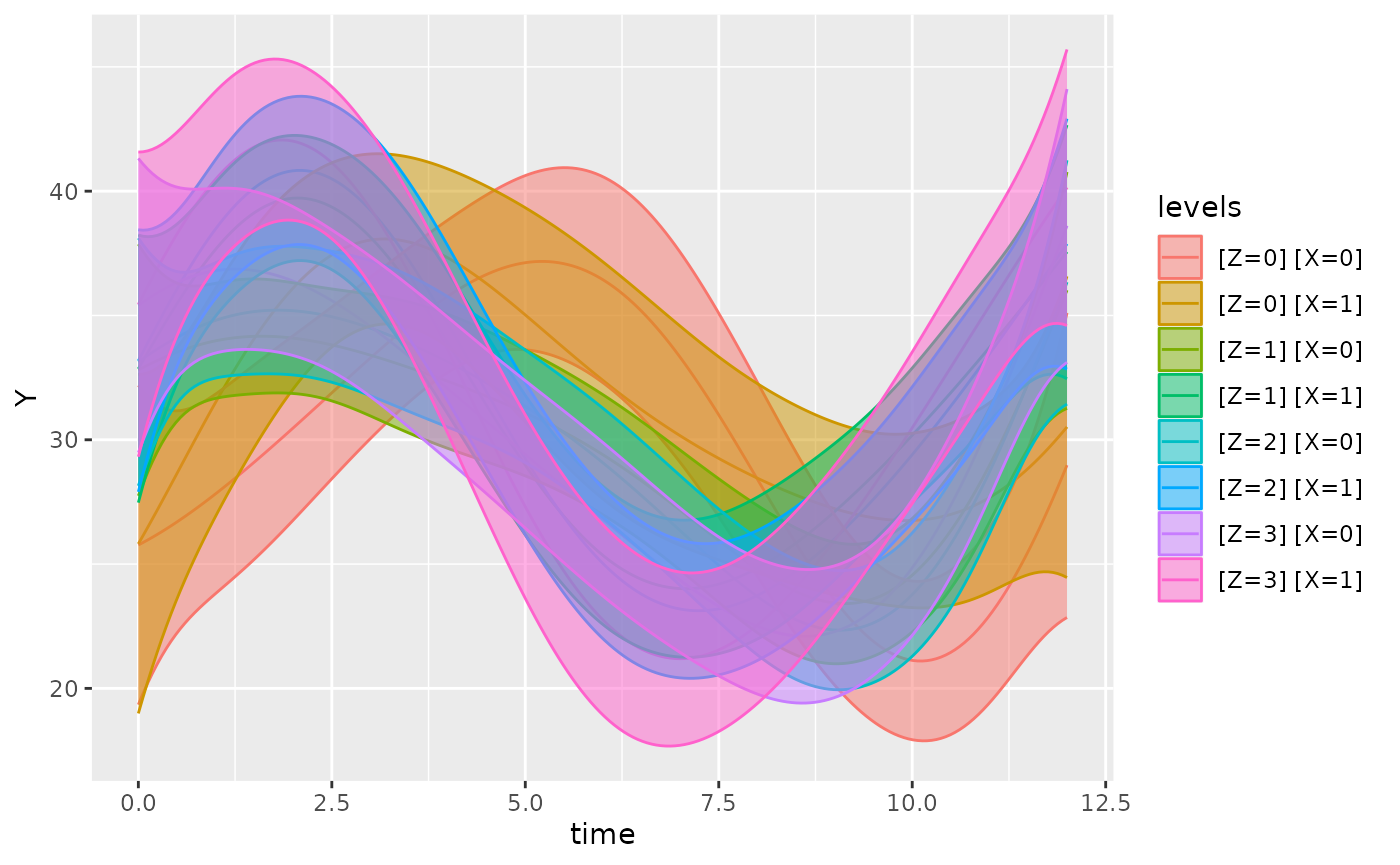 40
30
20
Y
0.0 2.5 5.0 7.5 10.0 12.5
time
levels
[Z=0] [X=0]
[Z=0] [X=1]
[Z=1] [X=0]
[Z=1] [X=1]
[Z=2] [X=0]
[Z=2] [X=1]
[Z=3] [X=0]
[Z=3] [X=1]